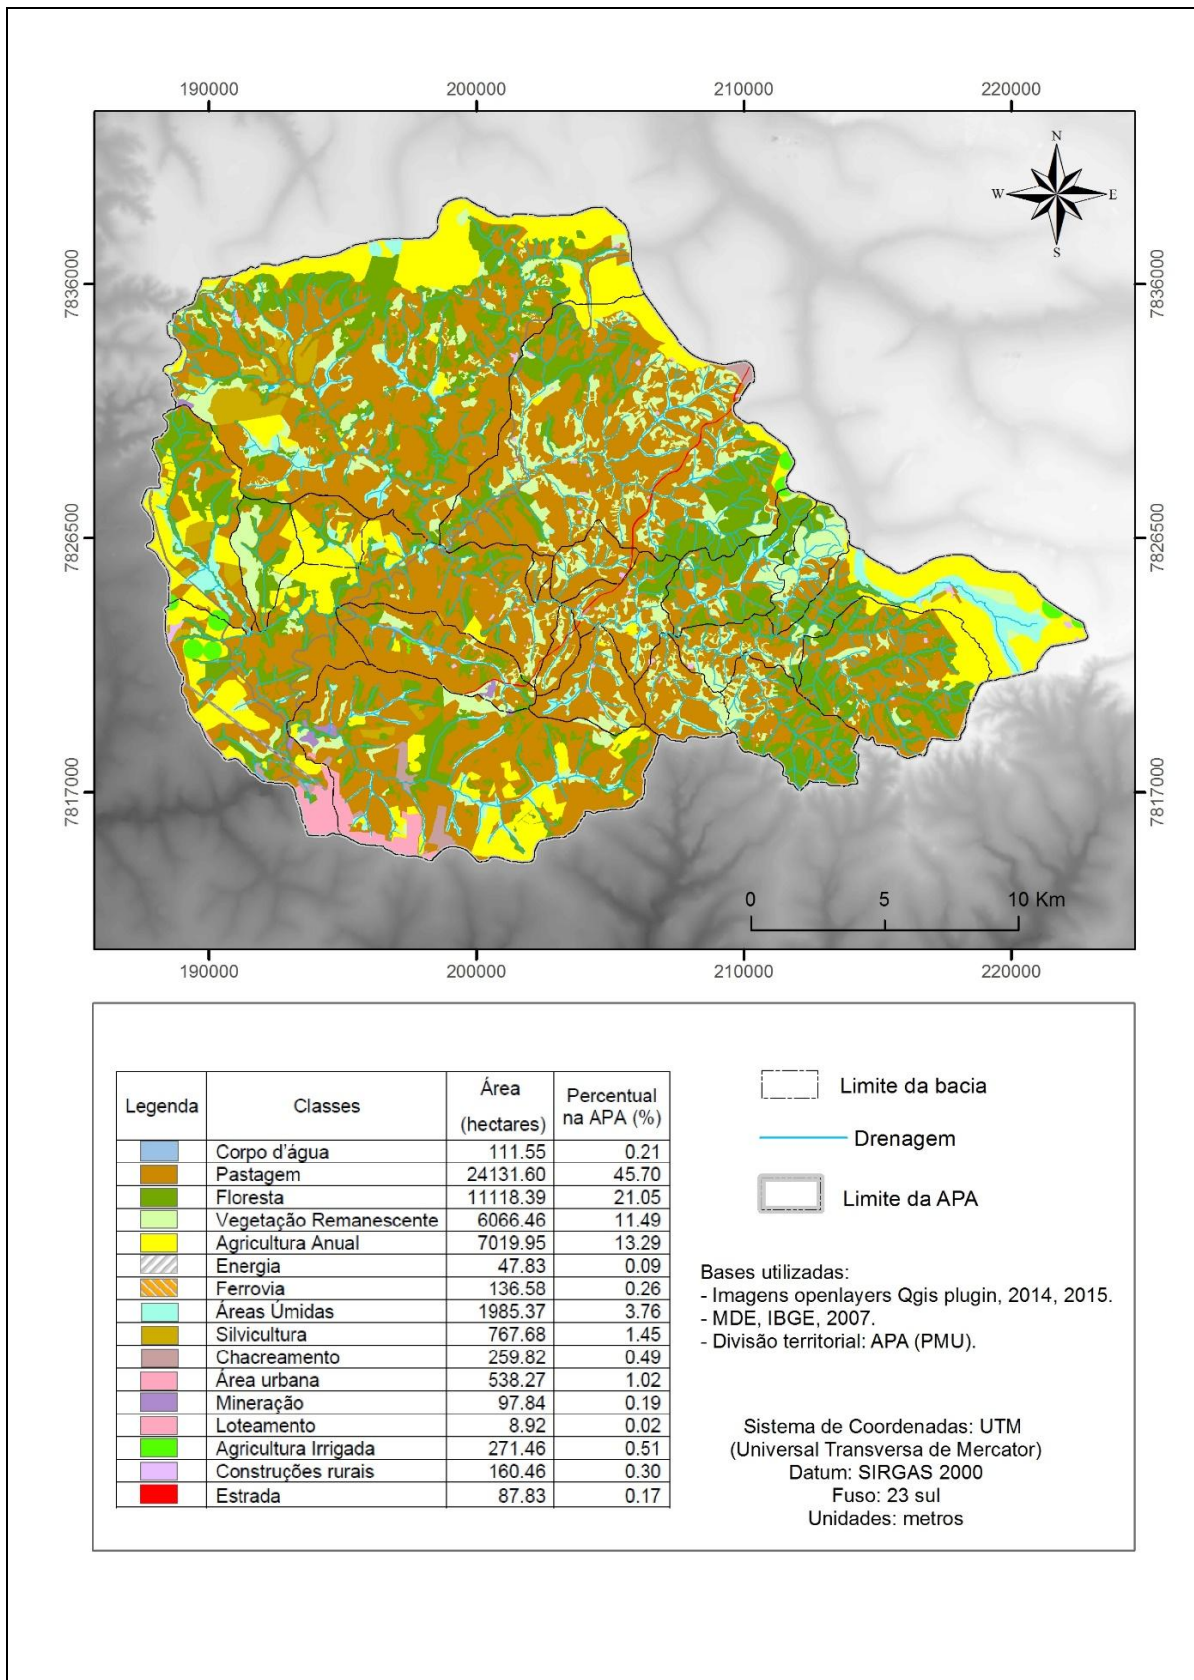 190000 200000 210000 220000
N
W E
S
7836000 7836000
7826500 7826500
7817000 7817000
0 5 10 Km
190000 200000 210000 220000
Legenda Classes Área (hectares) Percentual na APA (%)
Corpo d'água 111.55 0.21
Pastagem 24131.60 45.70
Floresta 11118.39 21.05
Vegetação Remanescente 6066.46 11.49
Agricultura Anual 7019.95 13.29
Energia 47.83 0.09
Ferrovia 136.58 0.26
Áreas Úmidas 1985.37 3.76
Silvicultura 767.68 1.45
Chacreamento 259.82 0.49
Área urbana 538.27 1.02
Mineração 97.84 0.19
Loteamento 8.92 0.02
Agricultura Irrigada 271.46 0.51
Construções rurais 160.46 0.30
Estrada 87.83 0.17
Limite da bacia
Drenagem
Limite da APA
Bases utilizadas:
- Imagens openlayers Qgis plugin, 2014, 2015.
- MDE, IBGE, 2007.
- Divisão territorial: APA (PMU).
Sistema de Coordenadas: UTM
(Universal Transversa de Mercator)
Datum: SIRGAS 2000
Fuso: 23 sul
Unidades: metros